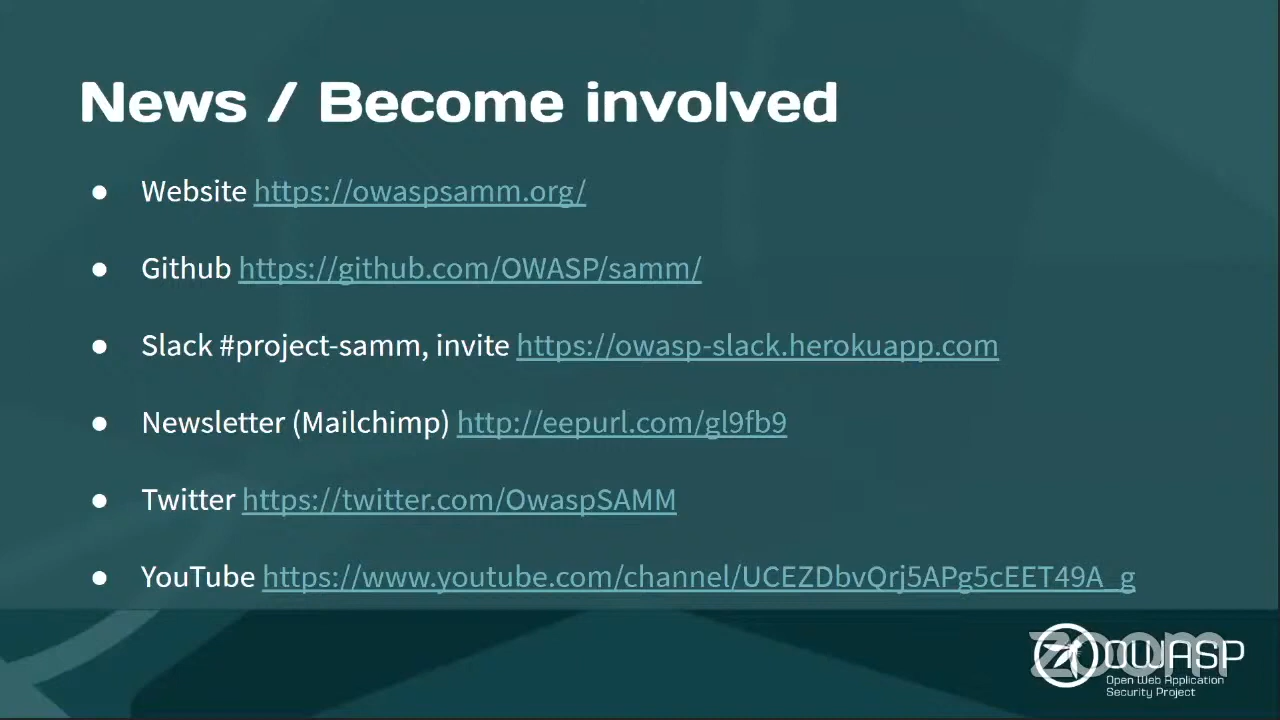 News / Become involved
● Website https://owaspsamm.org/
● Github https://github.com/OWASP/samm/
● Slack #project-samm, invite https://owasp-slack.herokuapp.com
● Newsletter (Mailchimp) http://eepurl.com/gl9fb9
● Twitter https://twitter.com/OwaspSAMM
● YouTube https://www.youtube.com/channel/UCEZDbvQrj5APg5cEET49A_g
zoom
OWASP
Open Web Application
Security Project